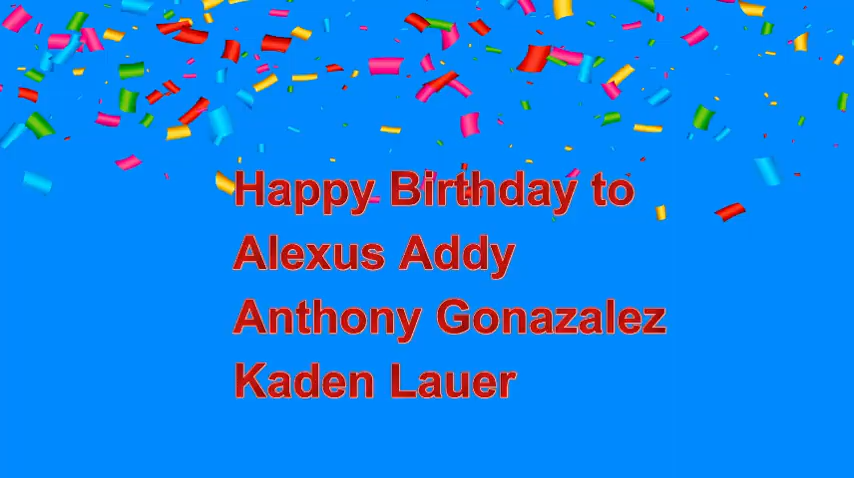 Happy Birthday to
Alexus Addy
Anthony Gonazalez
Kaden Lauer